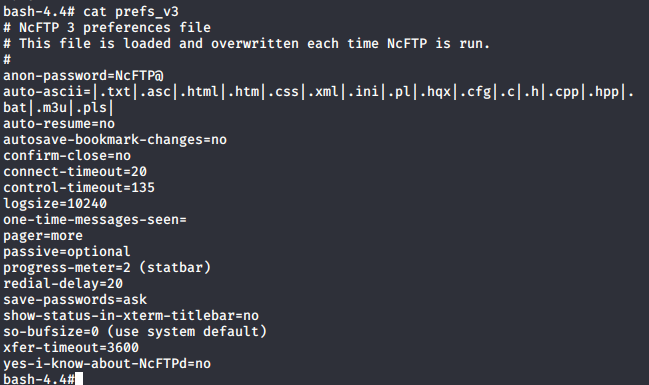 bash-4.4# cat prefs_v3
# NcFTP 3 preferences file
# This file is loaded and overwritten each time NcFTP is run.
#
anon-password=NcFTP@
auto-ascii=|.txt|.asc|.html|.htm|.css|.xml|.ini|.pl|.hqx|.cfg|.c|.h|.cpp|.hpp|.
bat|.m3u|.pls|
auto-resume=no
autosave-bookmark-changes=no
confirm-close=no
connect-timeout=20
control-timeout=135
logsize=10240
one-time-messages-seen=
pager=more
passive=optional
progress-meter=2 (statbar)
redial-delay=20
save-passwords=ask
show-status-in-xterm-titlebar=no
so-bufsize=0 (use system default)
xfer-timeout=3600
yes-i-know-about-NcFTPd=no
bash-4.4#